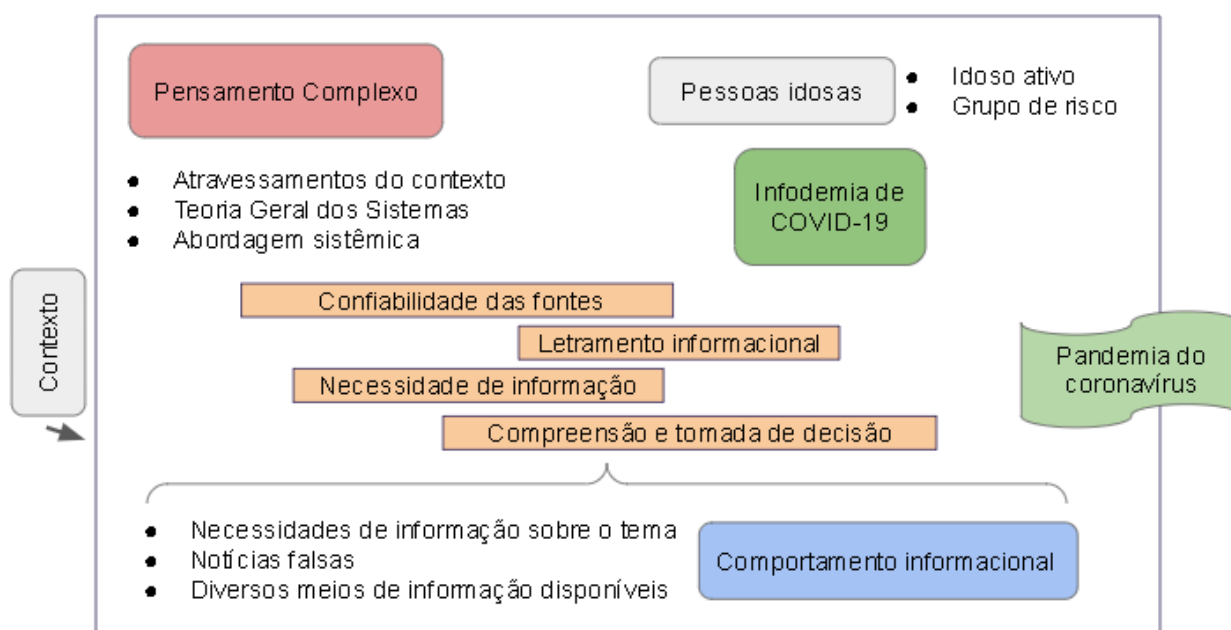 Pensamento Complexo
Pessoas idosas
● Idoso ativo
● Grupo de risco
● Atravessamentos do contexto
● Teoria Geral dos Sistemas
● Abordagem sistêmica
Infodemia de
COVID-19
Contexto
Confiabilidade das fontes
Letramento informacional
Necessidade de informação
Compreensão e tomada de decisão
Pandemia do
coronavírus
● Necessidades de informação sobre o tema
● Notícias falsas
● Diversos meios de informação disponíveis
Comportamento informacional